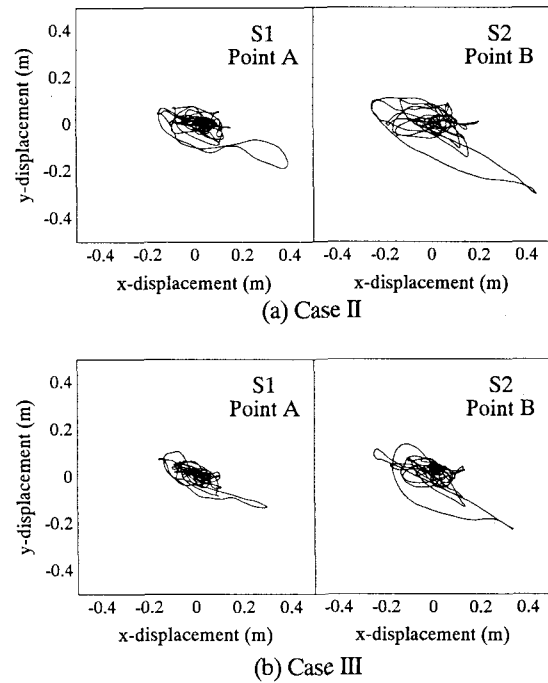 S1
Point A
S2
Point B
y-displacement (m)
0.4
0.2
0
-0.2
-0.4
-0.4 -0.2 0 0.2 0.4 -0.4 -0.2 0 0.2 0.4
x-displacement (m) x-displacement (m)
(a) Case II
S1
Point A
S2
Point B
y-displacement (m)
0.4
0.2
0
-0.2
-0.4
-0.4 -0.2 0 0.2 0.4 -0.4 -0.2 0 0.2 0.4
x-displacement (m) x-displacement (m)
(b) Case III